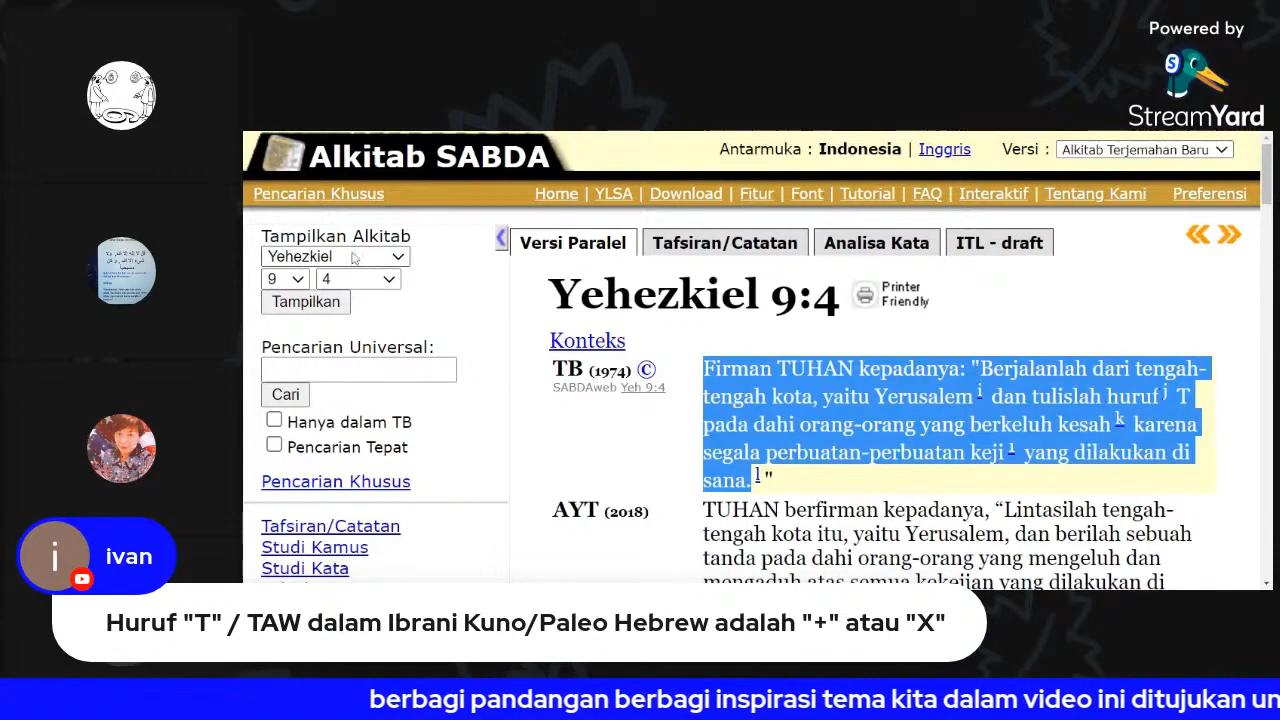 Powered by
StreamYard
Alkitab SABDA
Antarmuka : Indonesia | Inggris Versi : Alkitab Terjemahan Baru
Pencarian Khusus
Home | YLSA | Download | Fitur | Font | Tutorial | FAQ | Interaktif | Tentang Kami Preferensi
Tampilkan Alkitab
Yehezkiel
9 4
Tampilkan
Pencarian Universal:
Cari
Hanya dalam TB
Pencarian Tepat
Pencarian Khusus
Tafsiran/Catatan
Studi Kamus
Studi Kata
Versi Paralel Tafsiran/Catatan Analisa Kata ITL - draft
Yehezkiel 9:4 Printer Friendly
Konteks
TB (1974) ©
SABDAweb Yeh 9:4
Firman TUHAN kepadanya: "Berjalanlah dari tengah-
tengah kota, yaitu Yerusalem i dan tulislah huruf j T
pada dahi orang-orang yang berkeluh kesah k karena
segala perbuatan-perbuatan keji 1 yang dilakukan di
sana. l "
AYT (2018)
TUHAN berfirman kepadanya, “Lintasilah tengah-
tengah kota itu, yaitu Yerusalem, dan berilah sebuah
tanda pada dahi orang-orang yang mengeluh dan
mengaduh atas semua kekejian yang dilakukan di
i ivan
Huruf "T" / TAW dalam Ibrani Kuno/Paleo Hebrew adalah "+" atau "X"
berbagi pandangan berbagi inspirasi tema kita dalam video ini ditujukan un